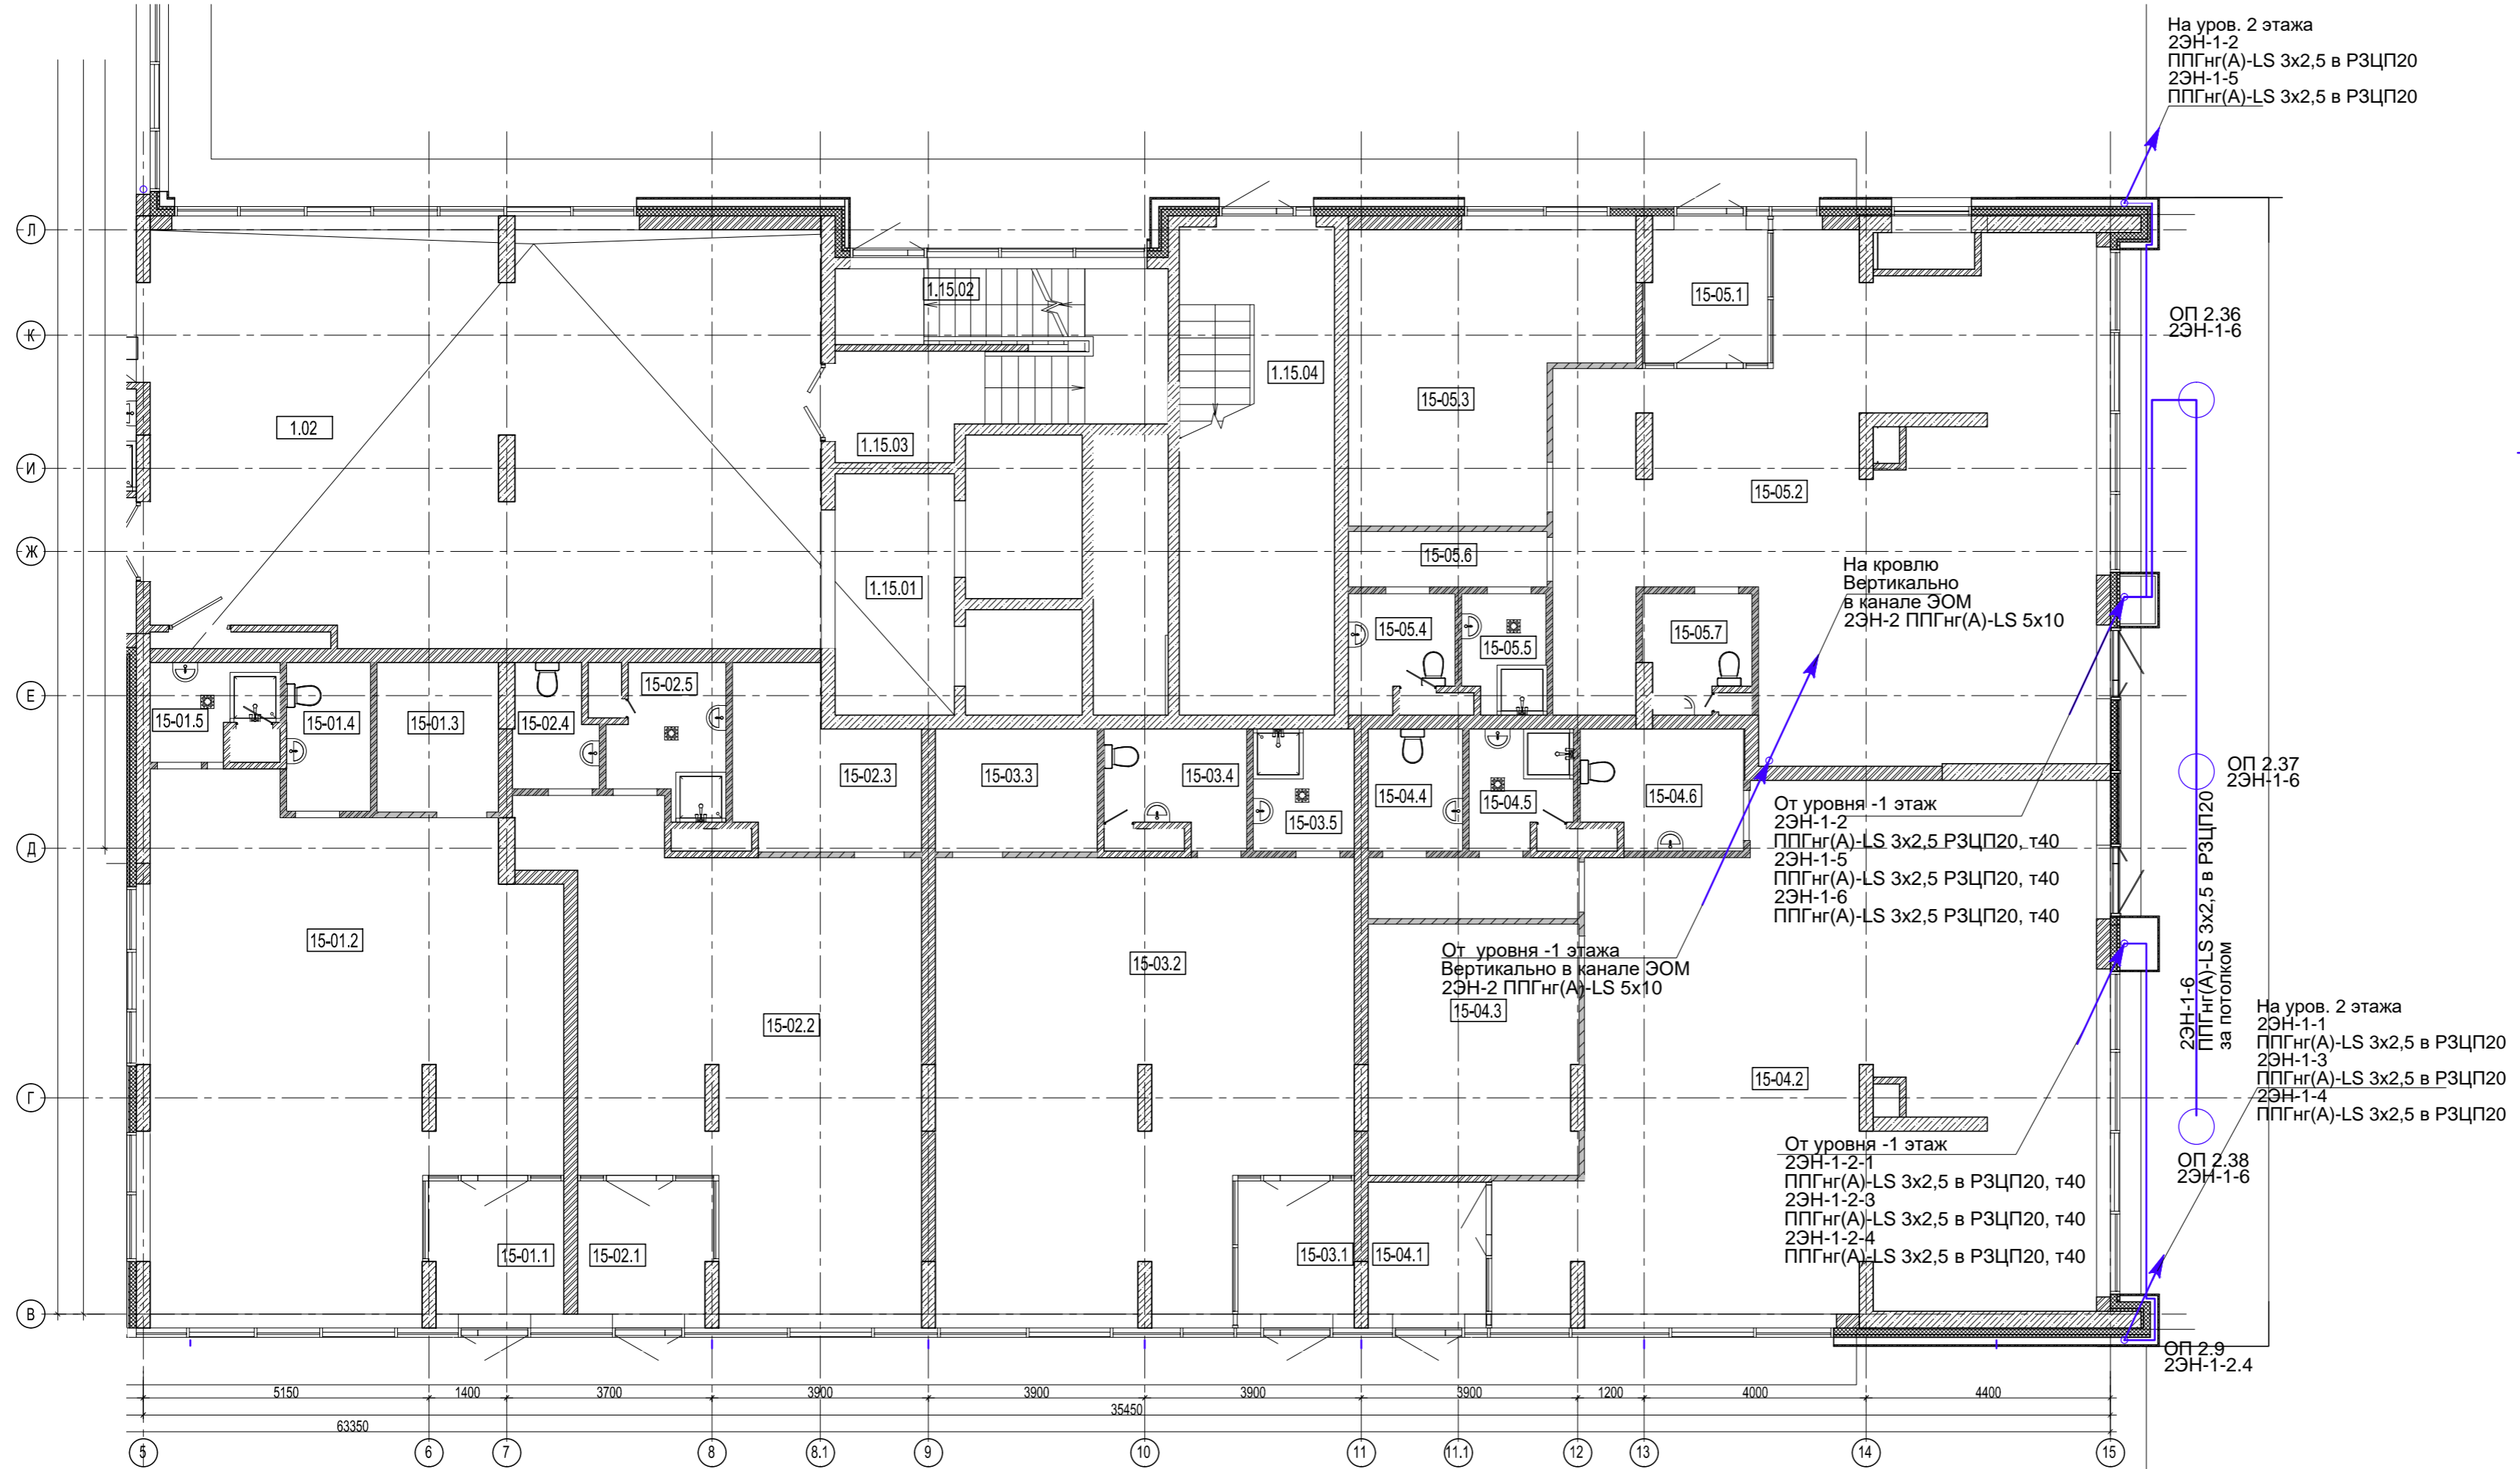 На уров. 2 этажа
2ЭН-1-2
ППГнг(А)-LS 3х2,5 в РЗЦП20
2ЭН-1-5
ППГнг(А)-LS 3х2,5 в РЗЦП20
Л
К
И
Ж
Е
Д
Г
В
1.15.02
15-05.1
ОП 2.36
2ЭН-1-6
1.02
1.15.03
1.15.04
15-05.3
15-05.2
1.15.01
15-05.6
На кровлю
Вертикально
в канале ЭОМ
2ЭН-2 ППГнг(А)-LS 5х10
15-05.4
15-05.5
15-05.7
15-01.5
15-01.4
15-01.3
15-02.4
15-02.5
15-02.3
15-03.3
15-03.4
15-03.5
15-04.4
15-04.5
15-04.6
ОП 2.37
2ЭН-1-6
От уровня -1 этаж
2ЭН-1-2
ППГнг(А)-LS 3х2,5 РЗЦП20, т40
2ЭН-1-5
ППГнг(А)-LS 3х2,5 РЗЦП20, т40
2ЭН-1-6
ППГнг(А)-LS 3х2,5 РЗЦП20, т40
15-01.2
15-02.2
15-03.2
От уровня -1 этажа
Вертикально в канале ЭОМ
2ЭН-2 ППГнг(А)-LS 5х10
15-04.3
15-04.2
2ЭН-1-6
ППГнг(А)-LS 3х2,5 в РЗЦП20
за потолком
На уров. 2 этажа
2ЭН-1-1
ППГнг(А)-LS 3х2,5 в РЗЦП20
2ЭН-1-3
ППГнг(А)-LS 3х2,5 в РЗЦП20
2ЭН-1-4
ППГнг(А)-LS 3х2,5 в РЗЦП20
От уровня -1 этаж
2ЭН-1-2-1
ППГнг(А)-LS 3х2,5 в РЗЦП20, т40
2ЭН-1-2-3
ППГнг(А)-LS 3х2,5 в РЗЦП20, т40
2ЭН-1-2-4
ППГнг(А)-LS 3х2,5 в РЗЦП20, т40
ОП 2.38
2ЭН-1-6
15-01.1
15-02.1
15-03.1
15-04.1
ОП 2.9
2ЭН-1-2.4
5150 1400 3700 3900 3900 3900 3900 1200 4000 4400
35450
63350
5 6 7 8 8.1 9 10 11 11.1 12 13 14 15